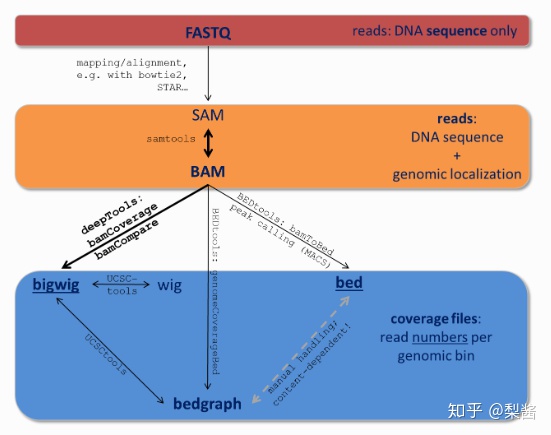 FASTQ
reads: DNA sequence only
mapping/alignment,
e.g. with bowtie2,
STAR…
SAM
samtools
BAM
reads:
DNA sequence
+
genomic localization
deepTools:
bamCoverage
bamCompare
BEDtools: genomeCoverageBed
BEDtools: bamToBed
peak calling (MACS)
bigwig
UCSC-
tools
wig
bed
UCSCtools
manual handling,
content-dependent!
coverage files:
read numbers per
genomic bin
bedgraph
知乎 @梨酱